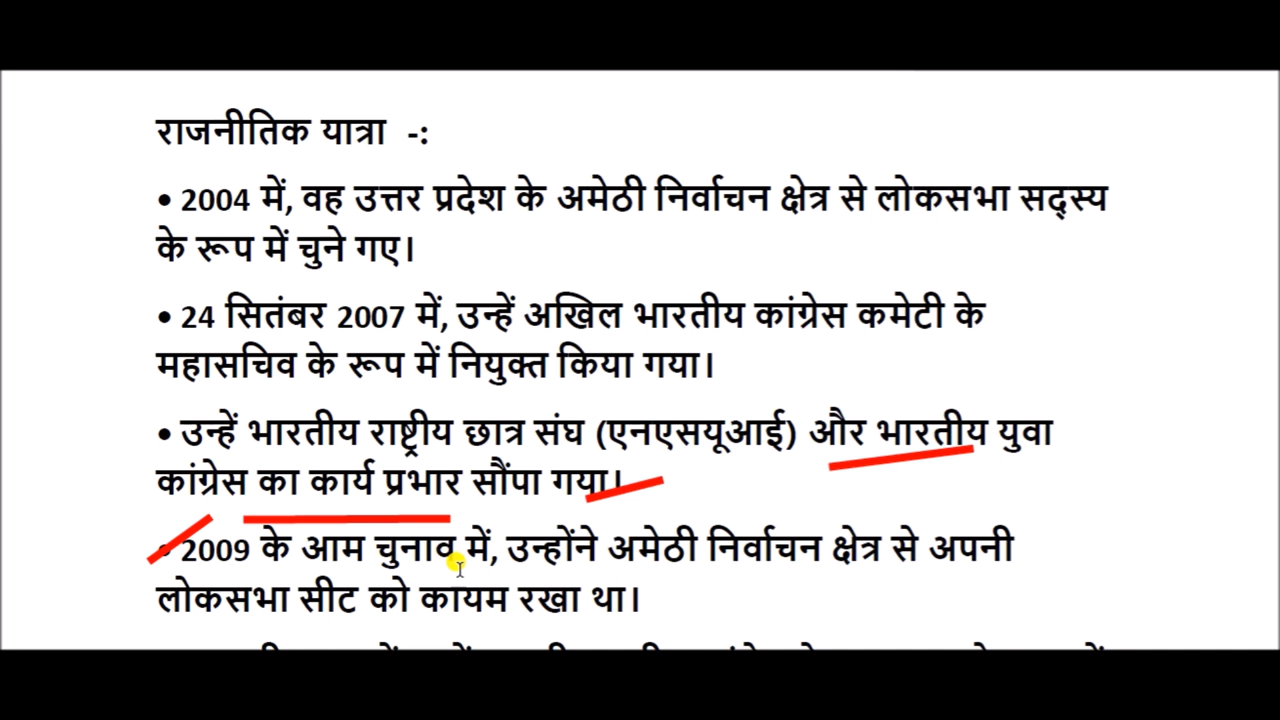 राजनीतिक यात्रा -:
• 2004 में, वह उत्तर प्रदेश के अमेठी निर्वाचन क्षेत्र से लोकसभा सद्स्य
के रूप में चुने गए।
• 24 सितंबर 2007 में, उन्हें अखिल भारतीय कांग्रेस कमेटी के
महासचिव के रूप में नियुक्त किया गया।
• उन्हें भारतीय राष्ट्रीय छात्र संघ (एनएसयूआई) और भारतीय युवा
कांग्रेस का कार्य प्रभार सौंपा गया।
• 2009 के आम चुनाव में, उन्होंने अमेठी निर्वाचन क्षेत्र से अपनी
लोकसभा सीट को कायम रखा था।